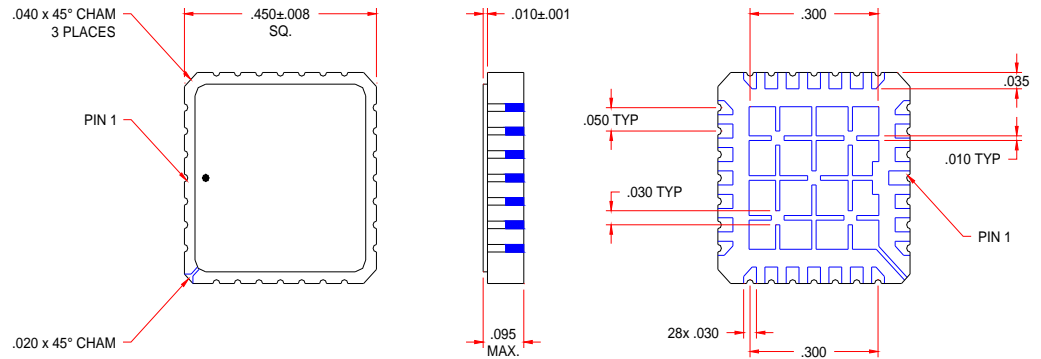 .040 x 45° CHAM
3 PLACES
.450±.008
SQ.
.010±.001
.300
.035
PIN 1
.050 TYP
.010 TYP
.030 TYP
PIN 1
.020 x 45° CHAM
.095
MAX.
28x .030
.300